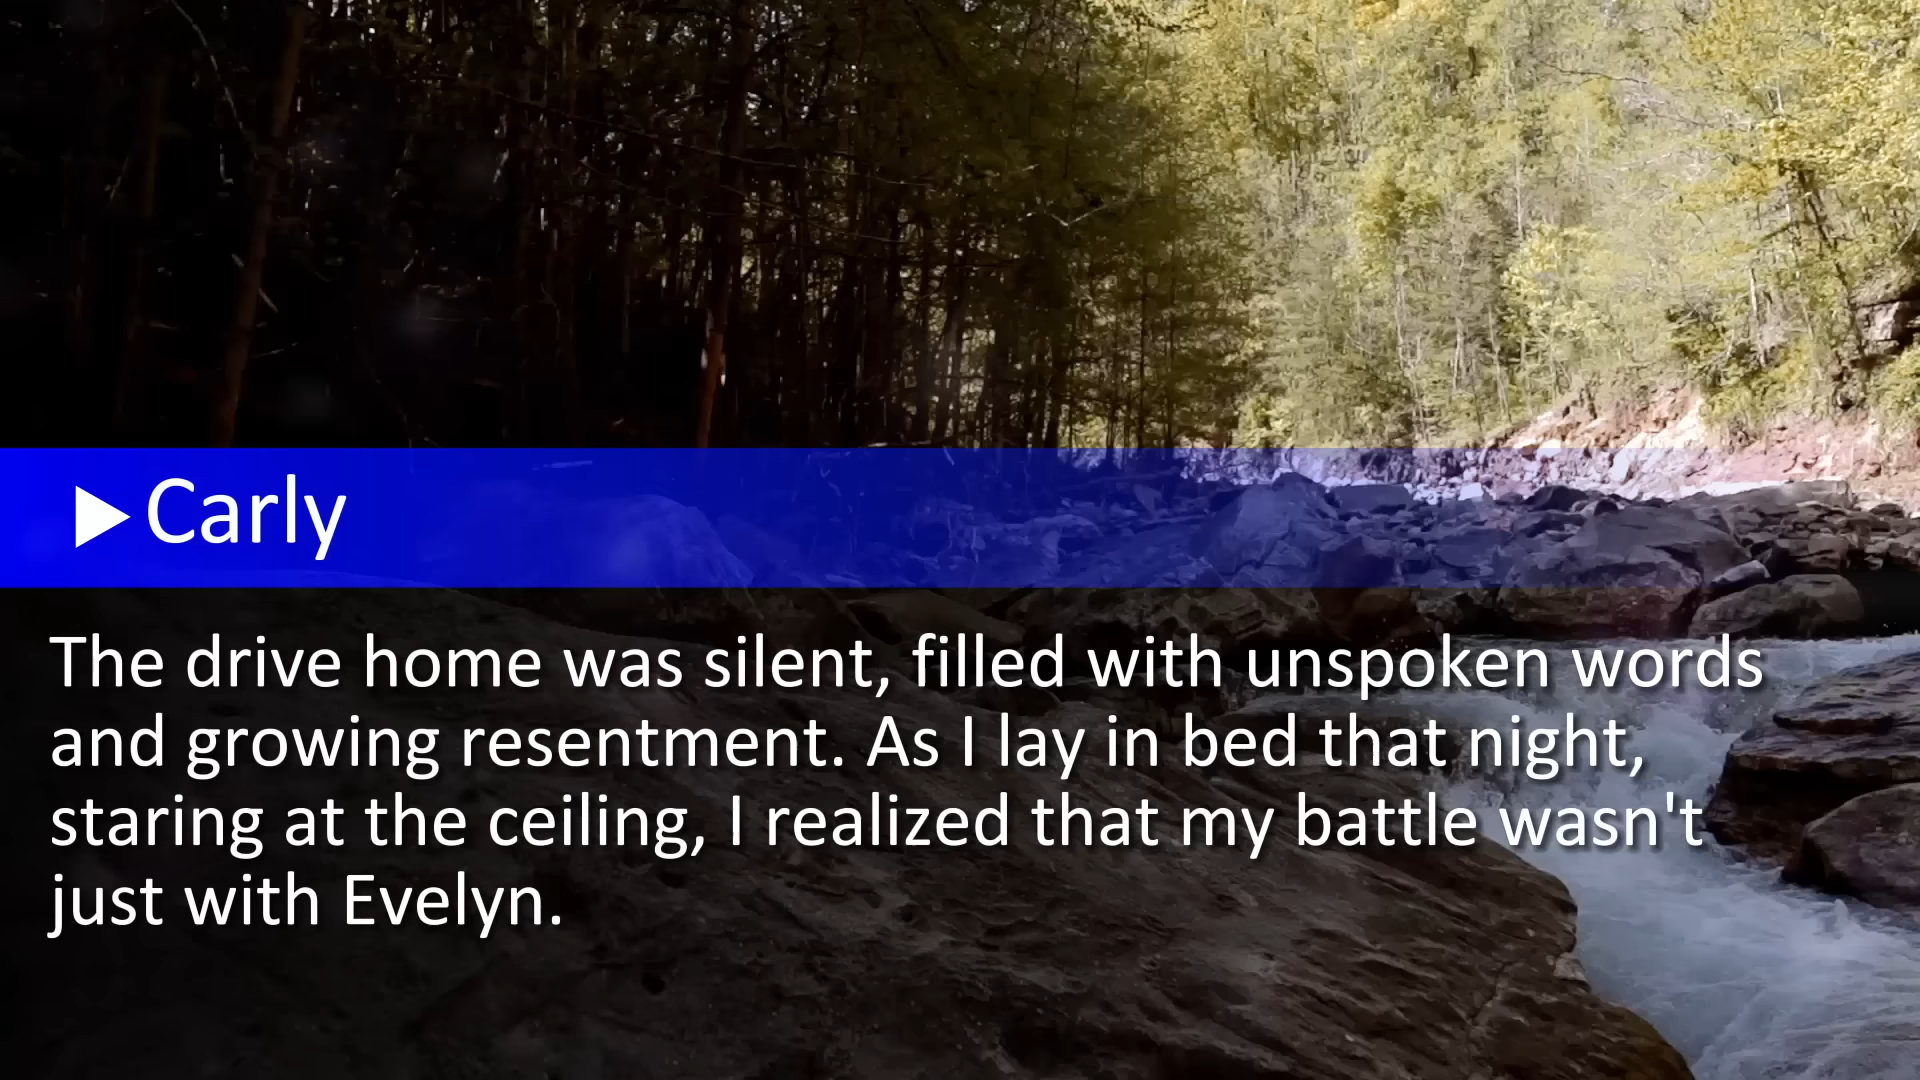 Carly
The drive home was silent, filled with unspoken words
and growing resentment. As I lay in bed that night,
staring at the ceiling, I realized that my battle wasn't
just with Evelyn.